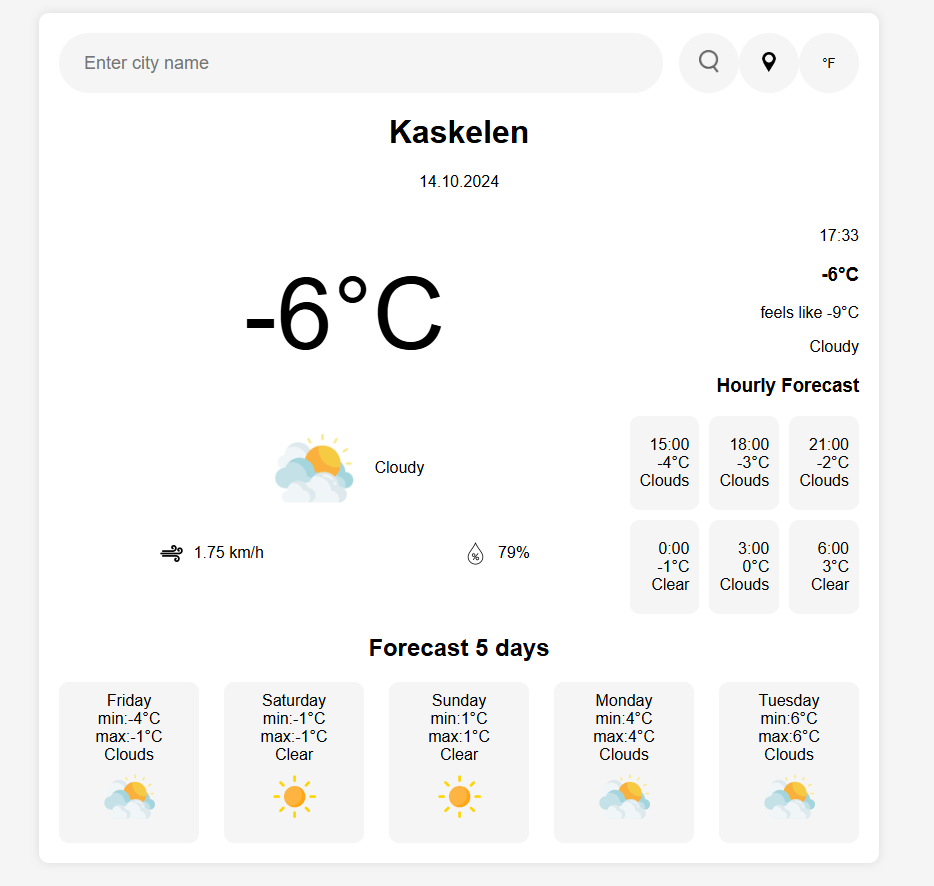 Enter city name
°F
Kaskelen
14.10.2024
-6°C
Cloudy
1.75 km/h
%
79%
17:33
-6°C
feels like -9°C
Cloudy
Hourly Forecast
15:00
-4°C
Clouds
18:00
-3°C
Clouds
21:00
-2°C
Clouds
0:00
-1°C
Clear
3:00
0°C
Clouds
6:00
3°C
Clear
Forecast 5 days
Friday
min:-4°C
max:-1°C
Clouds
Saturday
min:-1°C
max:-1°C
Clear
Sunday
min:1°C
max:1°C
Clear
Monday
min:4°C
max:4°C
Clouds
Tuesday
min:6°C
max:6°C
Clouds